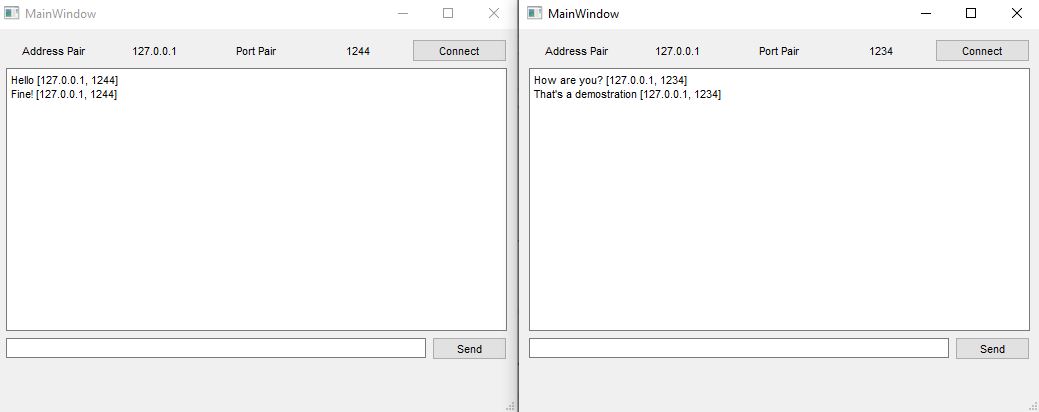 MainWindow
Address Pair 127.0.0.1 Port Pair 1244 Connect
Hello [127.0.0.1, 1244]
Fine! [127.0.0.1, 1244]
Send
MainWindow
Address Pair 127.0.0.1 Port Pair 1234 Connect
How are you? [127.0.0.1, 1234]
That's a demostration [127.0.0.1, 1234]
Send